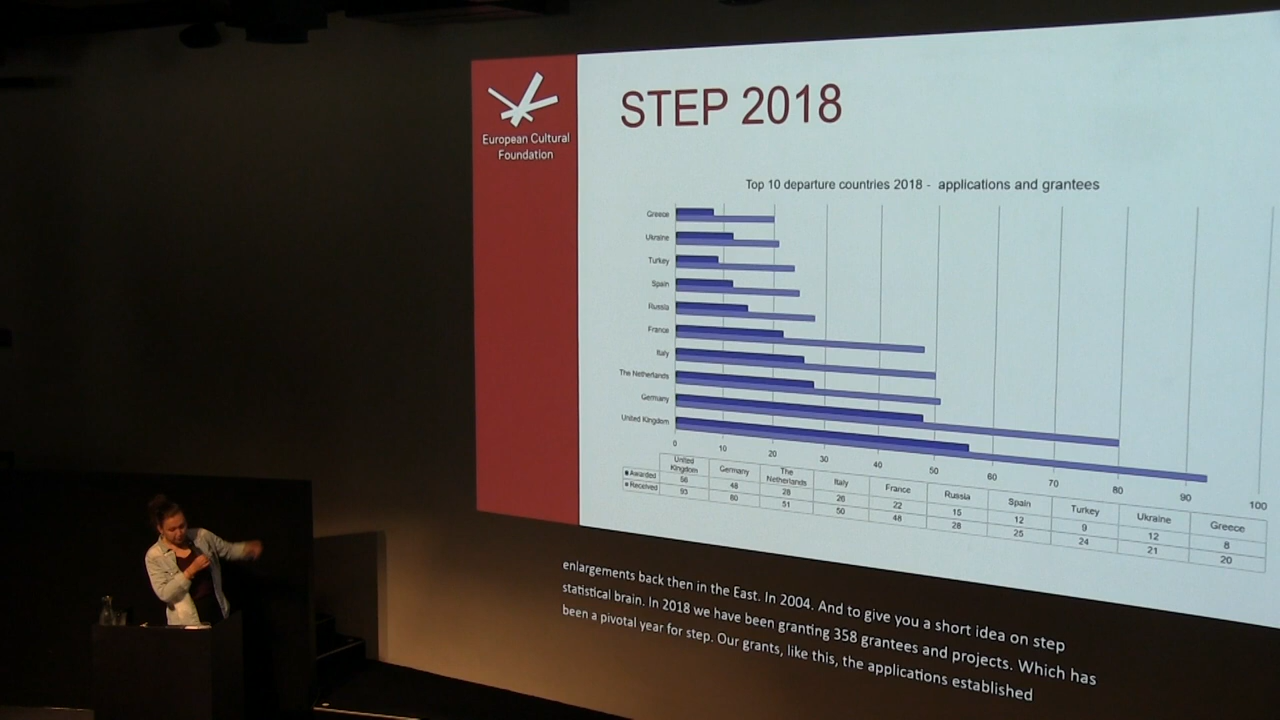 European Cultural
Foundation
STEP 2018
Top 10 departure countries 2018 - applications and grantees
Greece
Ukraine
Turkey
Spain
Russia
France
Italy
The Netherlands
Germany
United Kingdom
0 10 20 30 40 50 60 70 80 90 100
United Kingdom Germany The Netherlands Italy France Russia Spain Turkey Ukraine Greece
Awarded 56 48 28 26 22 15 12 9 12 8
Received 93 80 51 50 48 28 25 24 21 20
enlargements back then in the East. In 2004. And to give you a short idea on step
statistical brain. In 2018 we have been granting 358 grantees and projects. Which has
been a pivotal year for step. Our grants, like this, the applications established